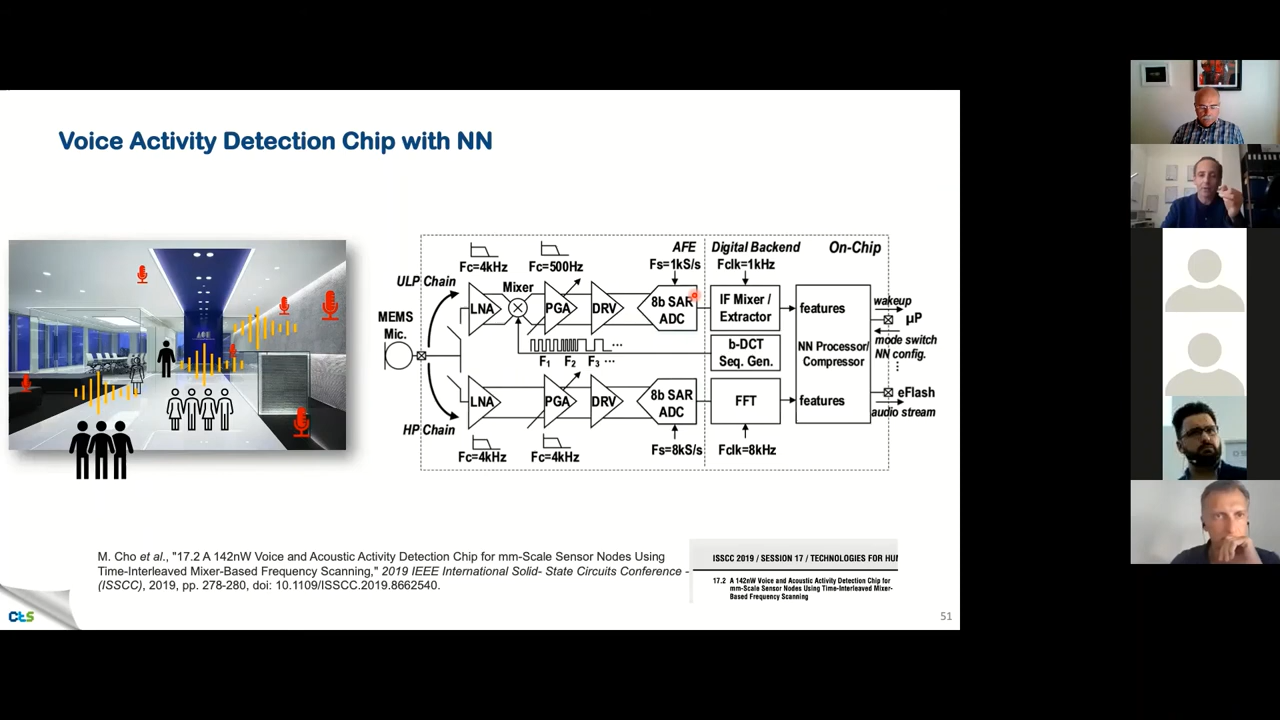 Voice Activity Detection Chip with NN
AFE
Digital Backend
On-Chip
Fc=4kHz
Fc=500Hz
Fs=1kS/s
Fclk=1kHz
ULP Chain
Mixer
LNA
PGA
DRV
8b SAR
ADC
IF Mixer /
Extractor
features
wakeup
µP
MEMS
Mic.
mode switch
NN config.
F1 F2 F3 ...
b-DCT
Seq. Gen.
NN Processor/
Compressor
LNA
PGA
DRV
8b SAR
ADC
FFT
features
eFlash
audio stream
HP Chain
Fc=4kHz
Fc=4kHz
Fs=8kS/s
Fclk=8kHz
M. Cho et al., "17.2 A 142nW Voice and Acoustic Activity Detection Chip for mm-Scale Sensor Nodes Using
Time-Interleaved Mixer-Based Frequency Scanning," 2019 IEEE International Solid- State Circuits Conference -
(ISSCC), 2019, pp. 278-280, doi: 10.1109/ISSCC.2019.8662540.
ISSCC 2019 / SESSION 17 / TECHNOLOGIES FOR HUM
17.2 A 142nW Voice and Acoustic Activity Detection Chip for
mm-Scale Sensor Nodes Using Time-Interleaved Mixer-
Based Frequency Scanning
CTS
51